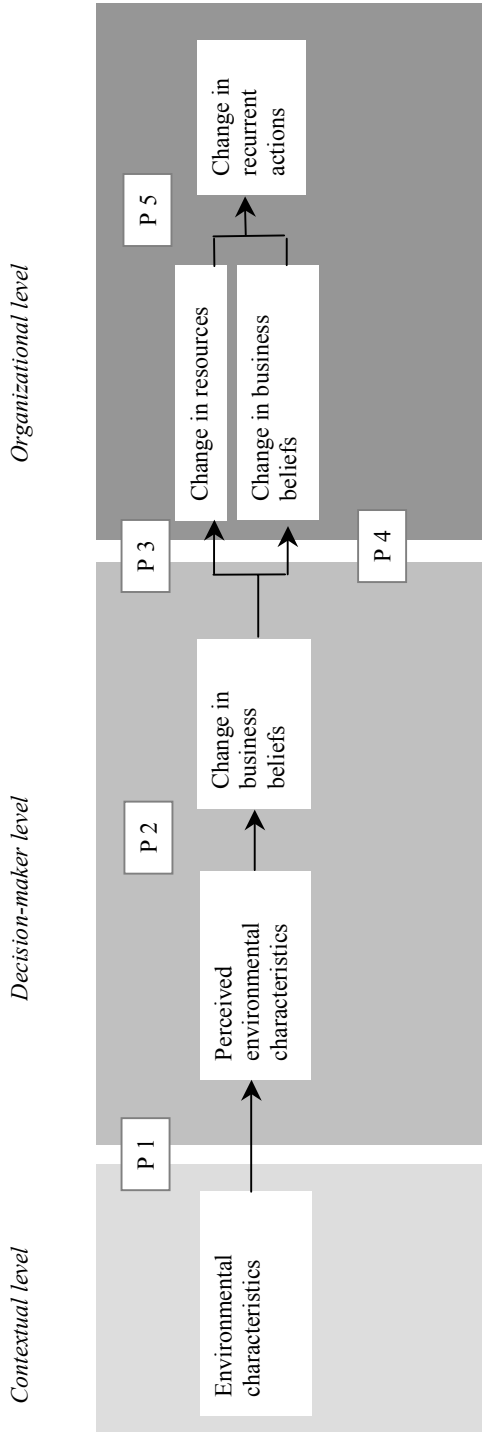 Contextual level
Decision-maker level
Organizational level
P 1
P 2
P 3
P 4
P 5
Environmental
characteristics
Perceived
environmental
characteristics
Change in
business
beliefs
Change in resources
Change in business
beliefs
Change in
recurrent
actions